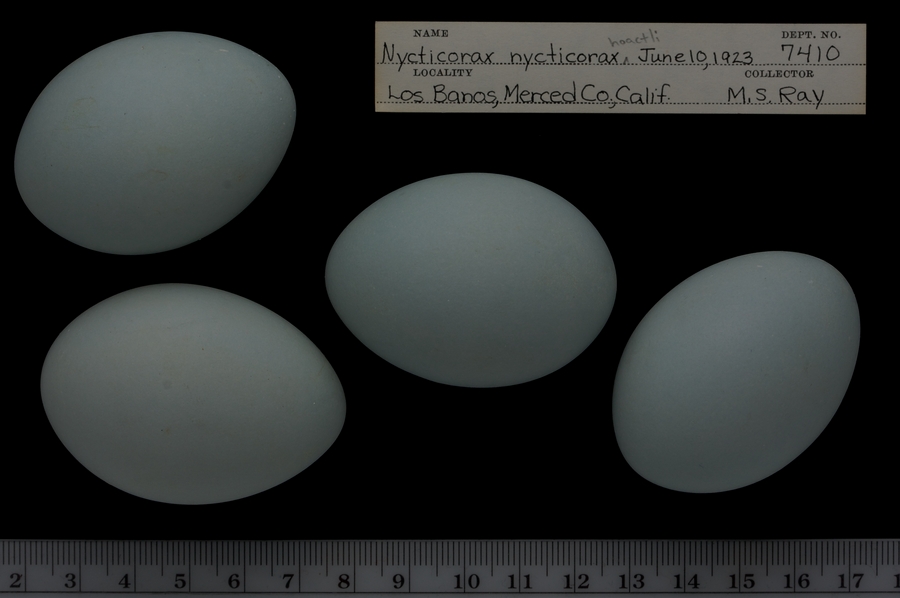 NAME DEPT. NO.
hoactli
Nycticorax nycticorax, June 10, 1923 7410
LOCALITY COLLECTOR
Los Banos, Merced Co., Calif. M. S. Ray
2 3 4 5 6 7 8 9 10 11 12 13 14 15 16 17